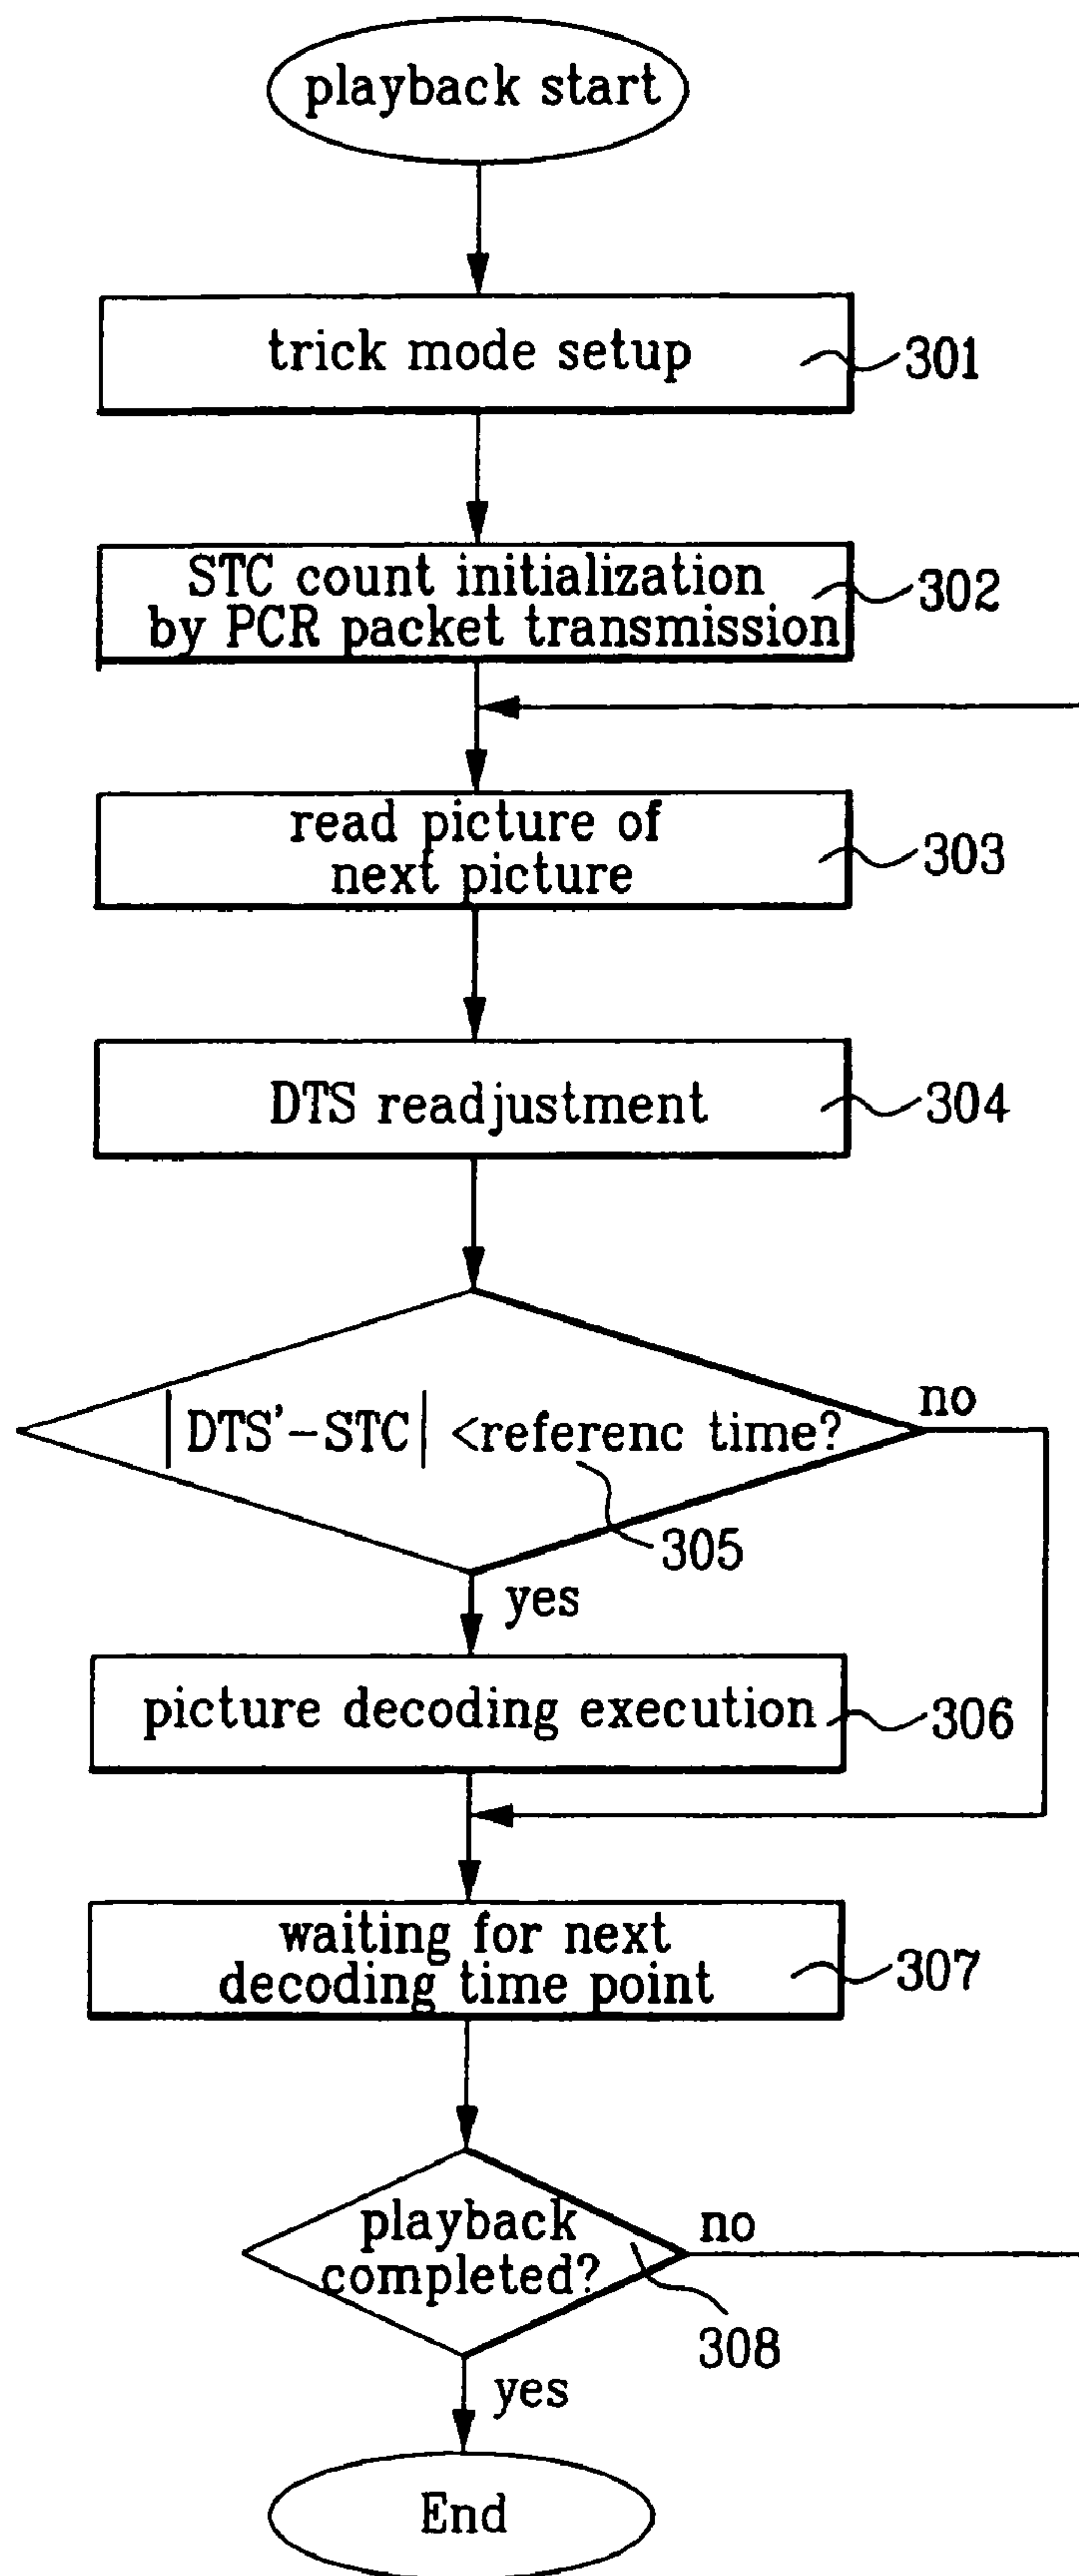 playback start
trick mode setup
301
STC count initialization
by PCR packet transmission
302
read picture of
next picture
303
DTS readjustment
304
|DTS'-STC| <referenc time?
no
305
yes
picture decoding execution
306
waiting for next
decoding time point
307
playback
completed?
no
308
yes
End